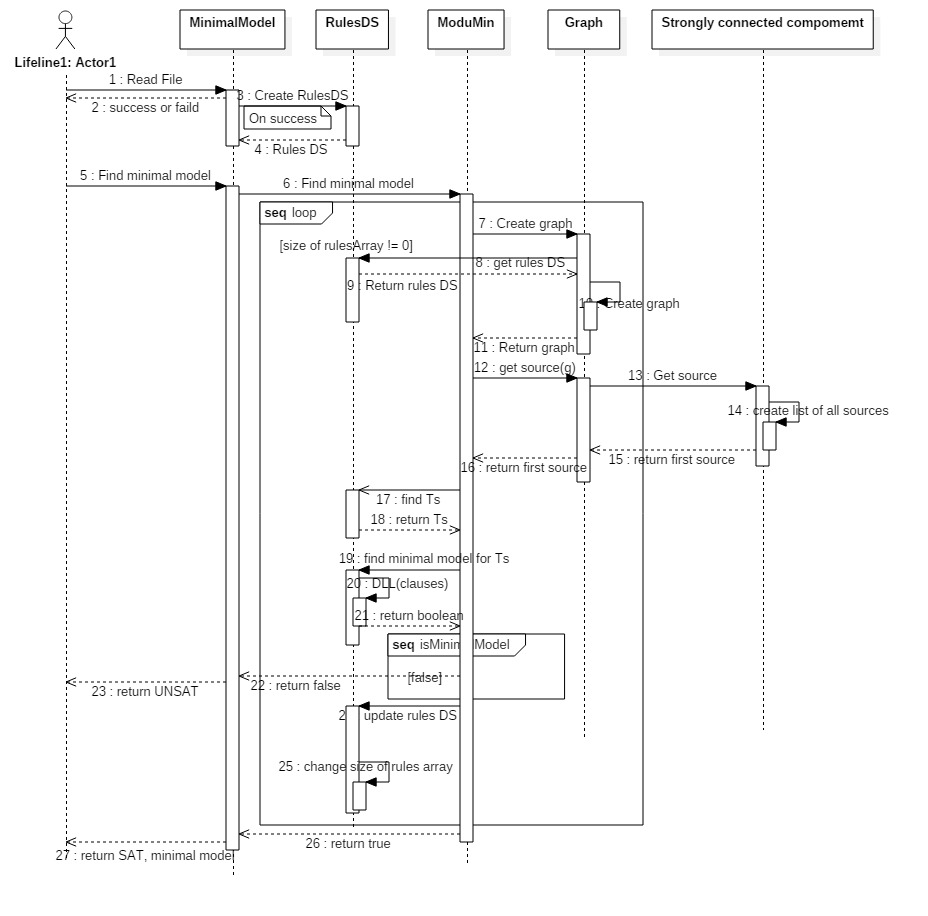 MinimalModel
RulesDS
ModuMin
Graph
Strongly connected compomemt
Lifeline1: Actor1
1 : Read File
3 : Create RulesDS
2 : success or faild
On success
4 : Rules DS
5 : Find minimal model
6 : Find minimal model
seq loop
7 : Create graph
[size of rulesArray != 0]
8 : get rules DS
9 : Return rules DS
10 : Create graph
11 : Return graph
12 : get source(g)
13 : Get source
14 : create list of all sources
15 : return first source
16 : return first source
17 : find Ts
18 : return Ts
19 : find minimal model for Ts
20 : DLL(clauses)
21 : return boolean
seq isMinim Model
[false]
22 : return false
23 : return UNSAT
2 update rules DS
25 : change size of rules array
26 : return true
27 : return SAT, minimal model